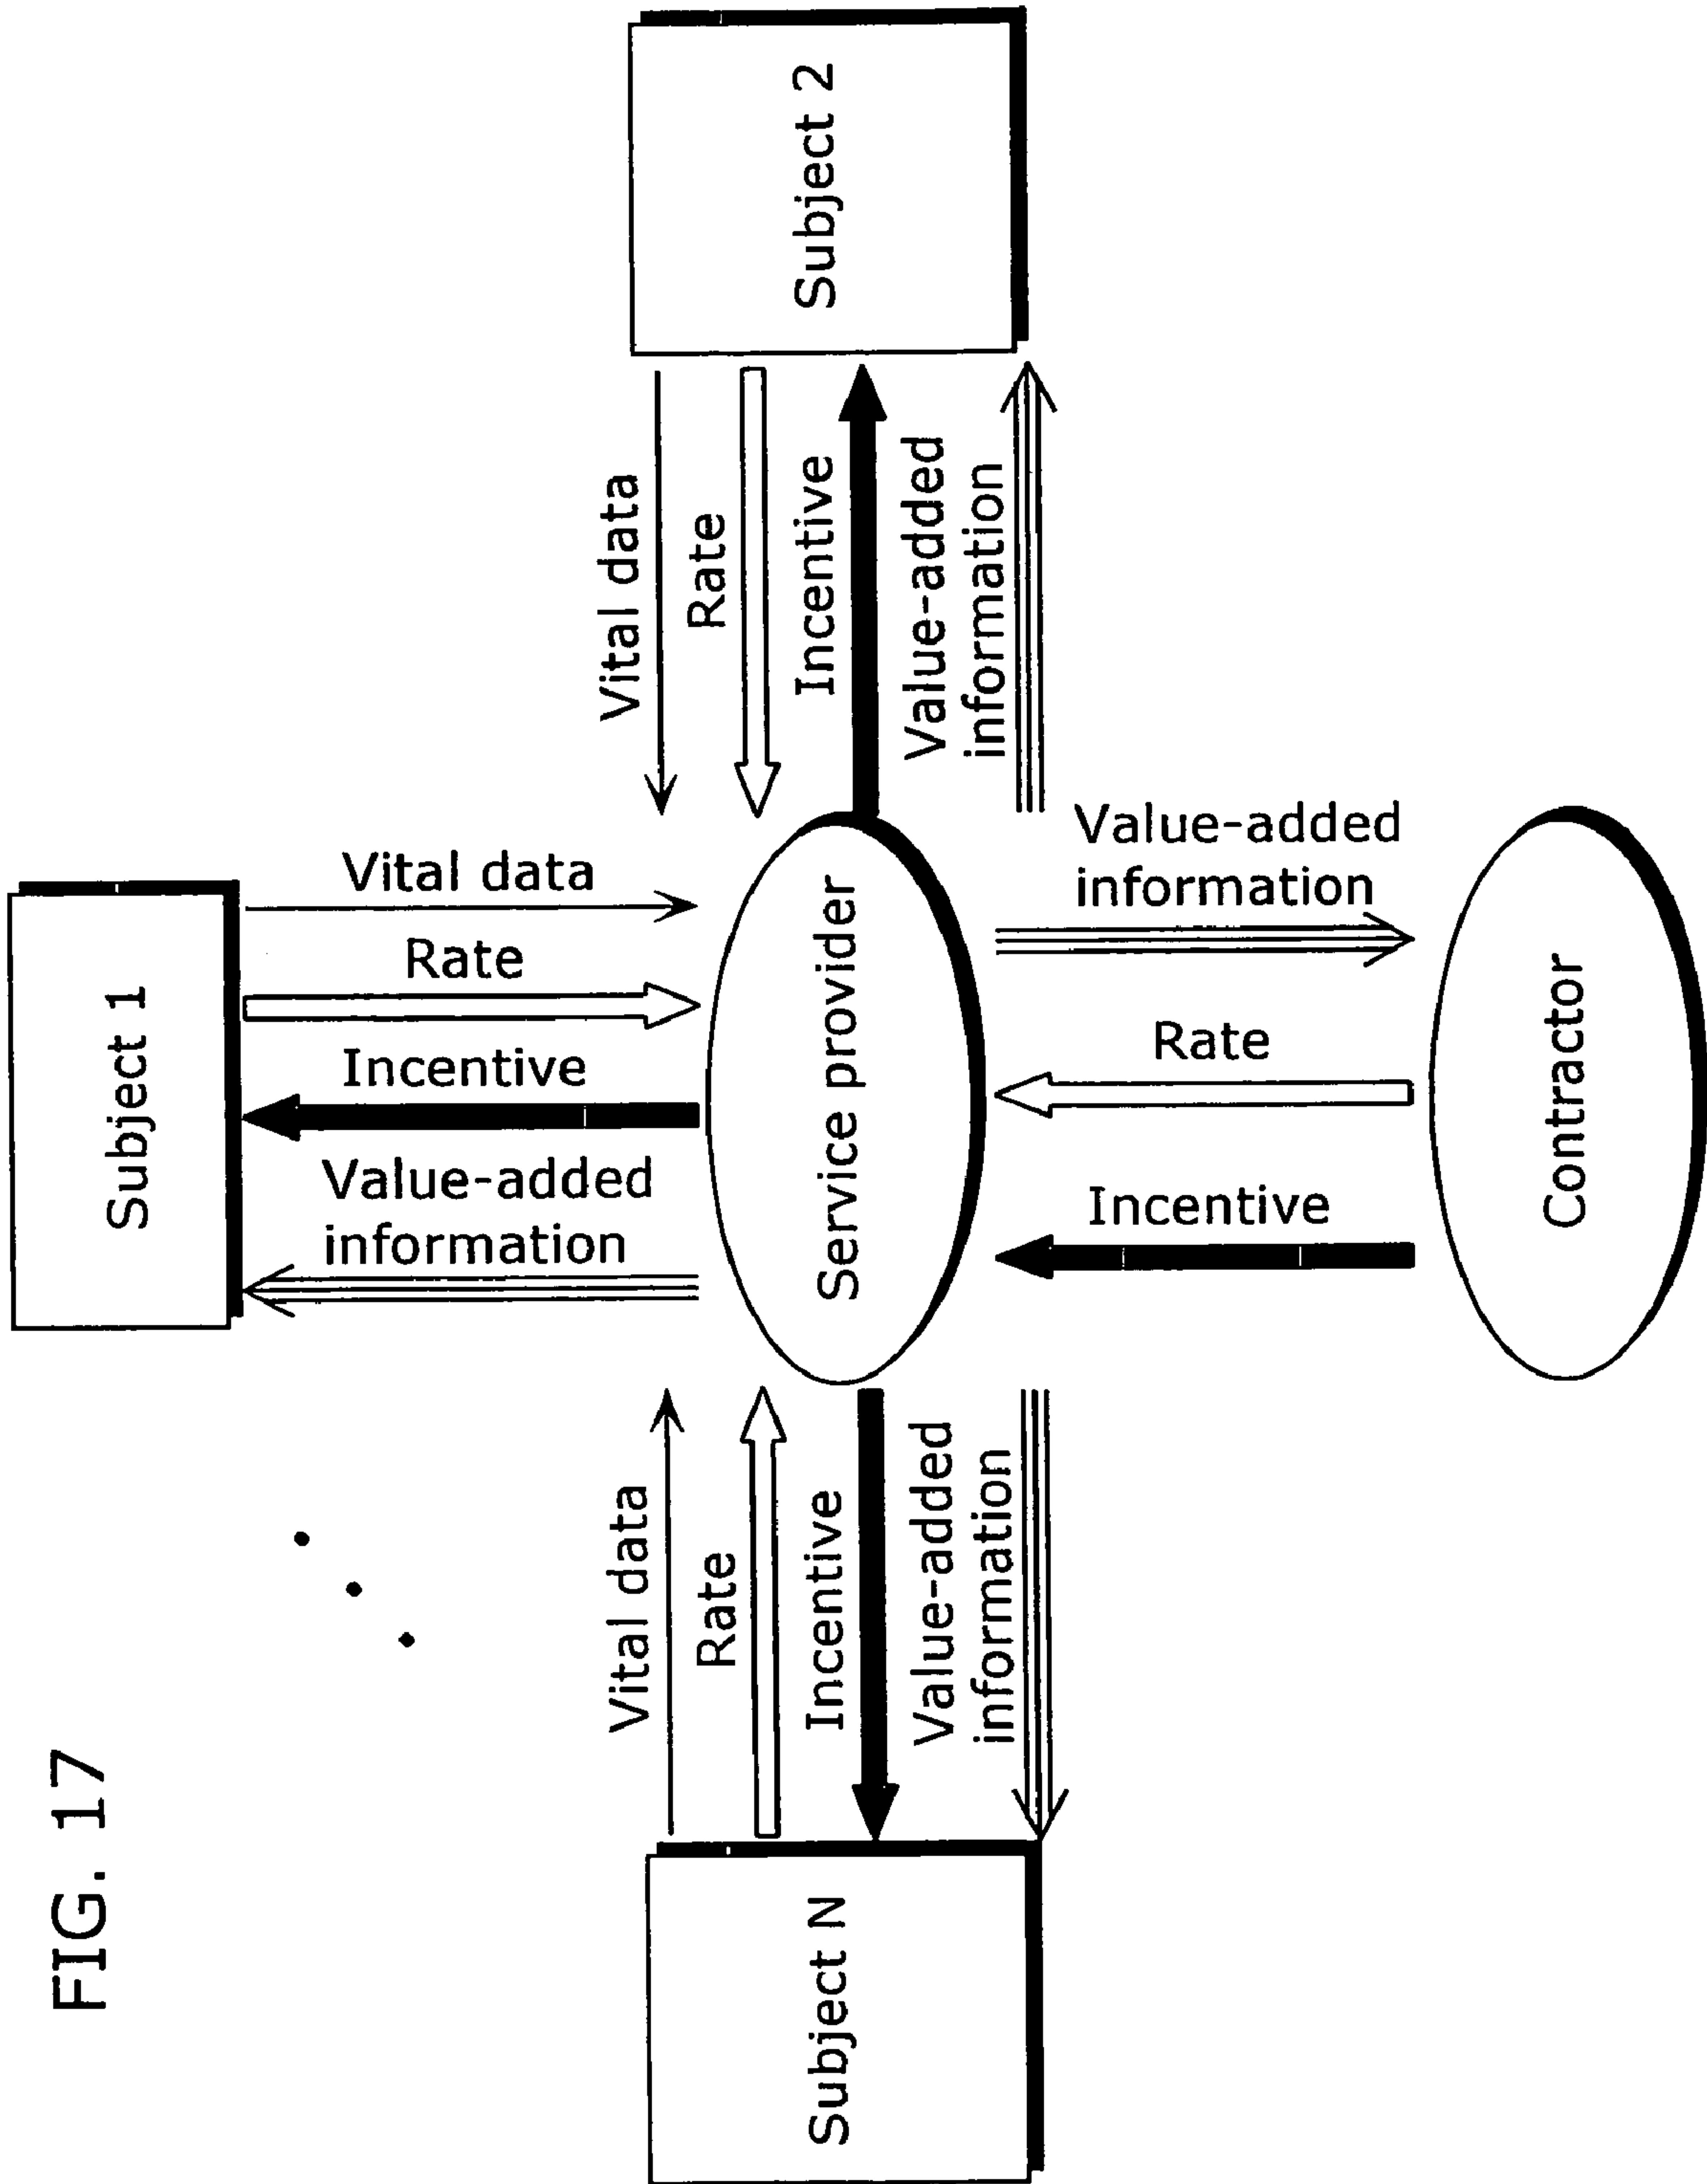 FIG. 17
Subject 1
Vital data
Rate
Incentive
Value-added
information
Subject N
Vital data
Rate
Incentive
Value-added
information
Service provider
Vital data
Rate
Incentive
Value-added
information
Subject 2
Value-added
information
Rate
Incentive
Contractor